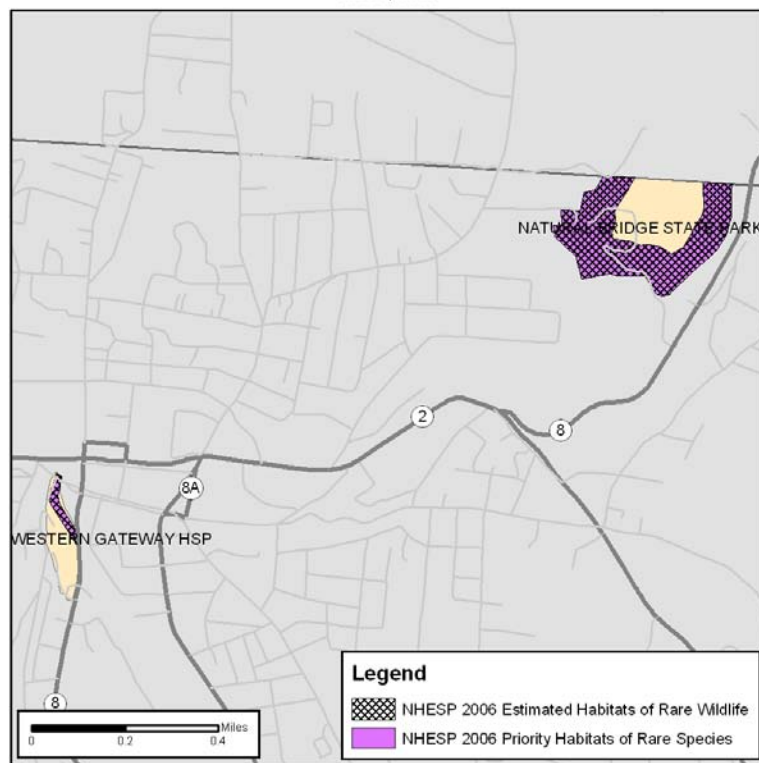 NATURAL BRIDGE STATE PARK
2
8
8A
WESTERN GATEWAY HSP
8
Legend
NHESP 2006 Estimated Habitats of Rare Wildlife
NHESP 2006 Priority Habitats of Rare Species
Miles
0 0.2 0.4